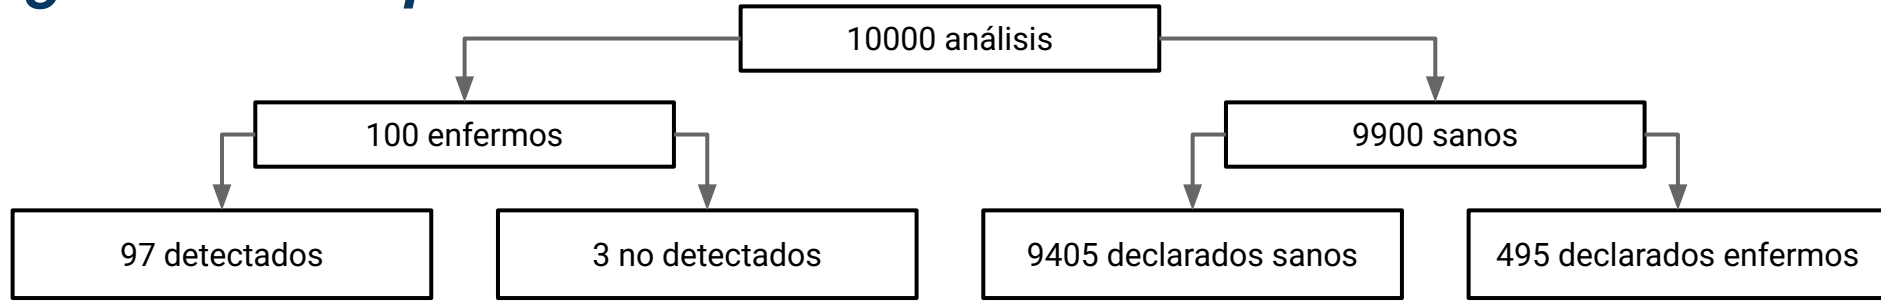 10000 análisis
100 enfermos
9900 sanos
97 detectados
3 no detectados
9405 declarados sanos
495 declarados enfermos